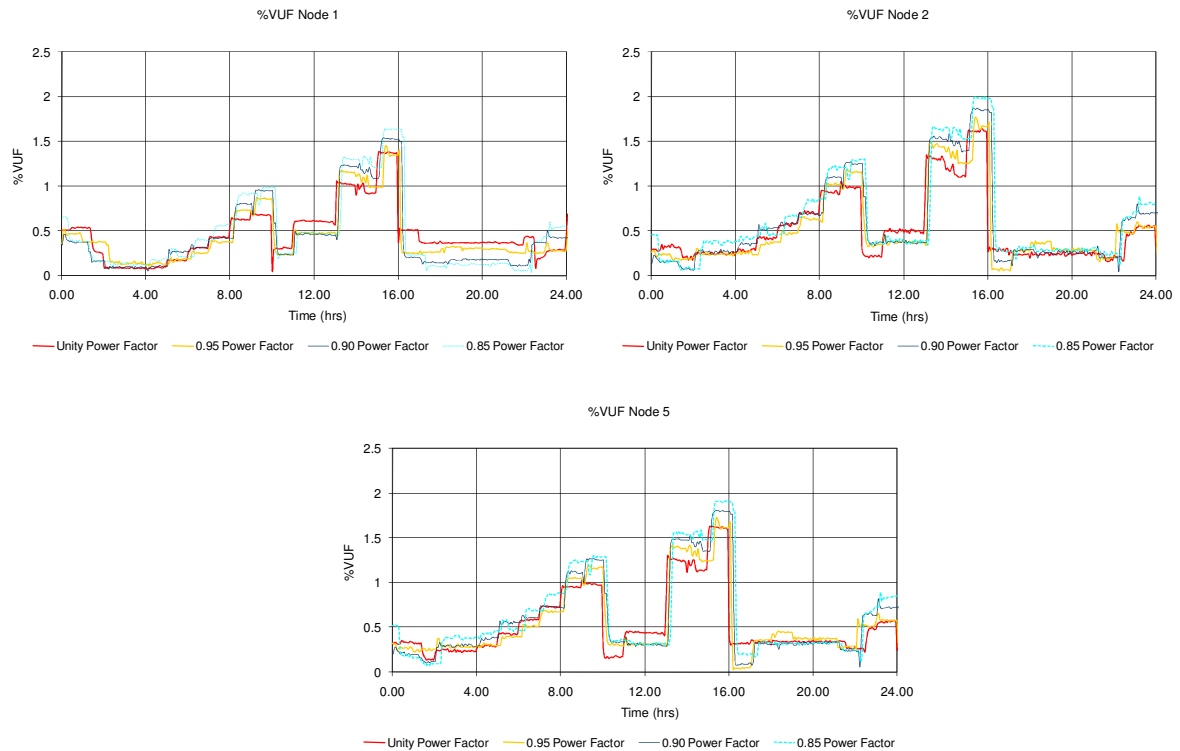 %VUF Node 1
2.5
2
1.5
1
0.5
0
%VUF
0.00 4.00 8.00 12.00 16.00 20.00 24.00
Time (hrs)
Unity Power Factor 0.95 Power Factor 0.90 Power Factor 0.85 Power Factor
%VUF Node 2
2.5
2
1.5
1
0.5
0
%VUF
0.00 4.00 8.00 12.00 16.00 20.00 24.00
Time (hrs)
Unity Power Factor 0.95 Power Factor 0.90 Power Factor 0.85 Power Factor
%VUF Node 5
2.5
2
1.5
1
0.5
0
%VUF
0.00 4.00 8.00 12.00 16.00 20.00 24.00
Time (hrs)
Unity Power Factor 0.95 Power Factor 0.90 Power Factor 0.85 Power Factor